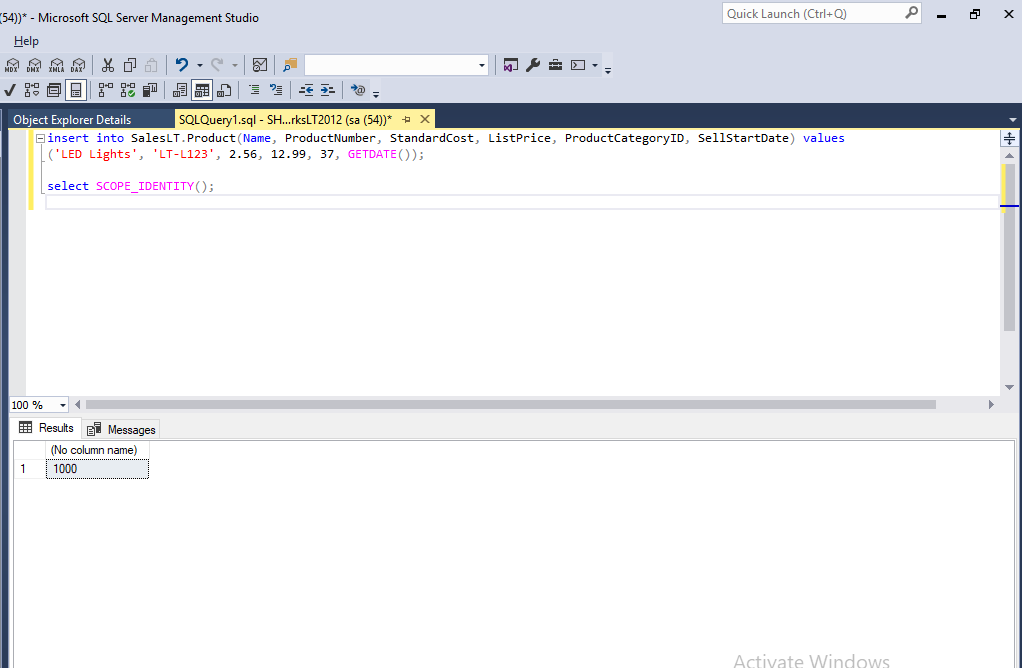 (54))* - Microsoft SQL Server Management Studio
Quick Launch (Ctrl+Q)
Help
MDX DMX XMLA DAX
Object Explorer Details
SQLQuery1.sql - SH...rksLT2012 (sa (54))*
insert into SalesLT.Product(Name, ProductNumber, StandardCost, ListPrice, ProductCategoryID, SellStartDate) values
('LED Lights', 'LT-L123', 2.56, 12.99, 37, GETDATE());
select SCOPE_IDENTITY();
100 %
Results Messages
(No column name)
1 1000
Activate Windows